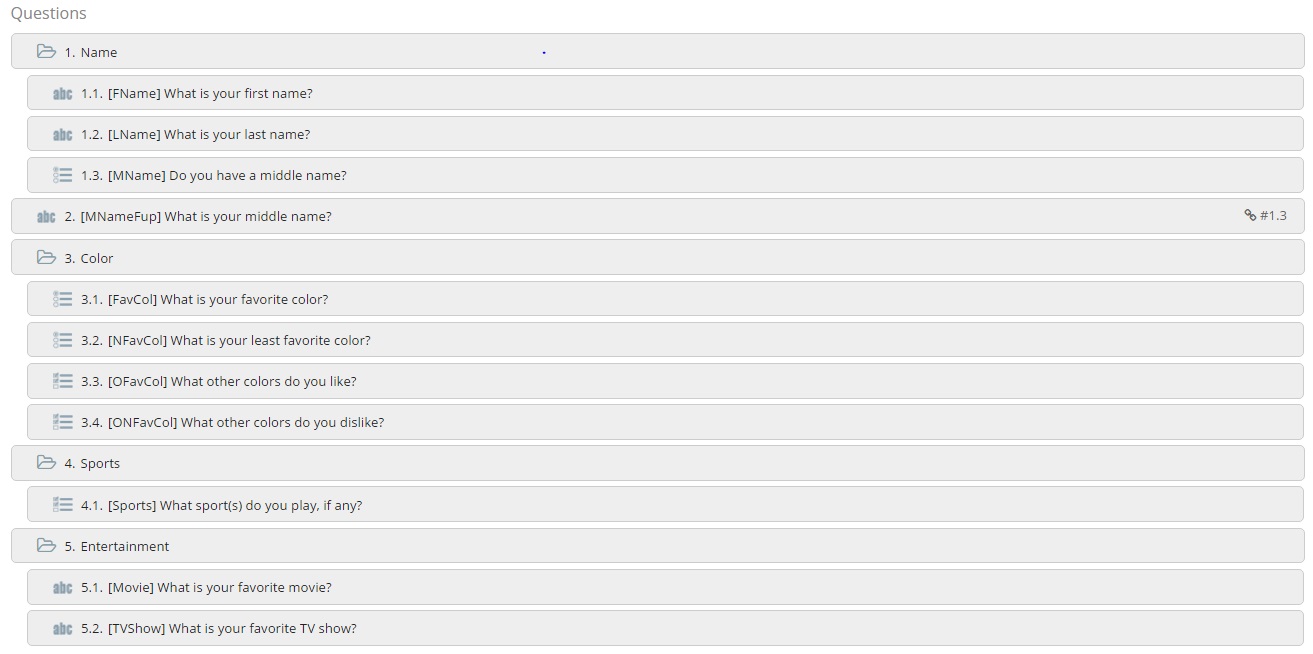 Questions
1. Name
abc 1.1. [FName] What is your first name?
abc 1.2. [LName] What is your last name?
1.3. [MName] Do you have a middle name?
abc 2. [MNameFup] What is your middle name? #1.3
3. Color
3.1. [FavCol] What is your favorite color?
3.2. [NFavCol] What is your least favorite color?
3.3. [OFavCol] What other colors do you like?
3.4. [ONFavCol] What other colors do you dislike?
4. Sports
4.1. [Sports] What sport(s) do you play, if any?
5. Entertainment
abc 5.1. [Movie] What is your favorite movie?
abc 5.2. [TVShow] What is your favorite TV show?